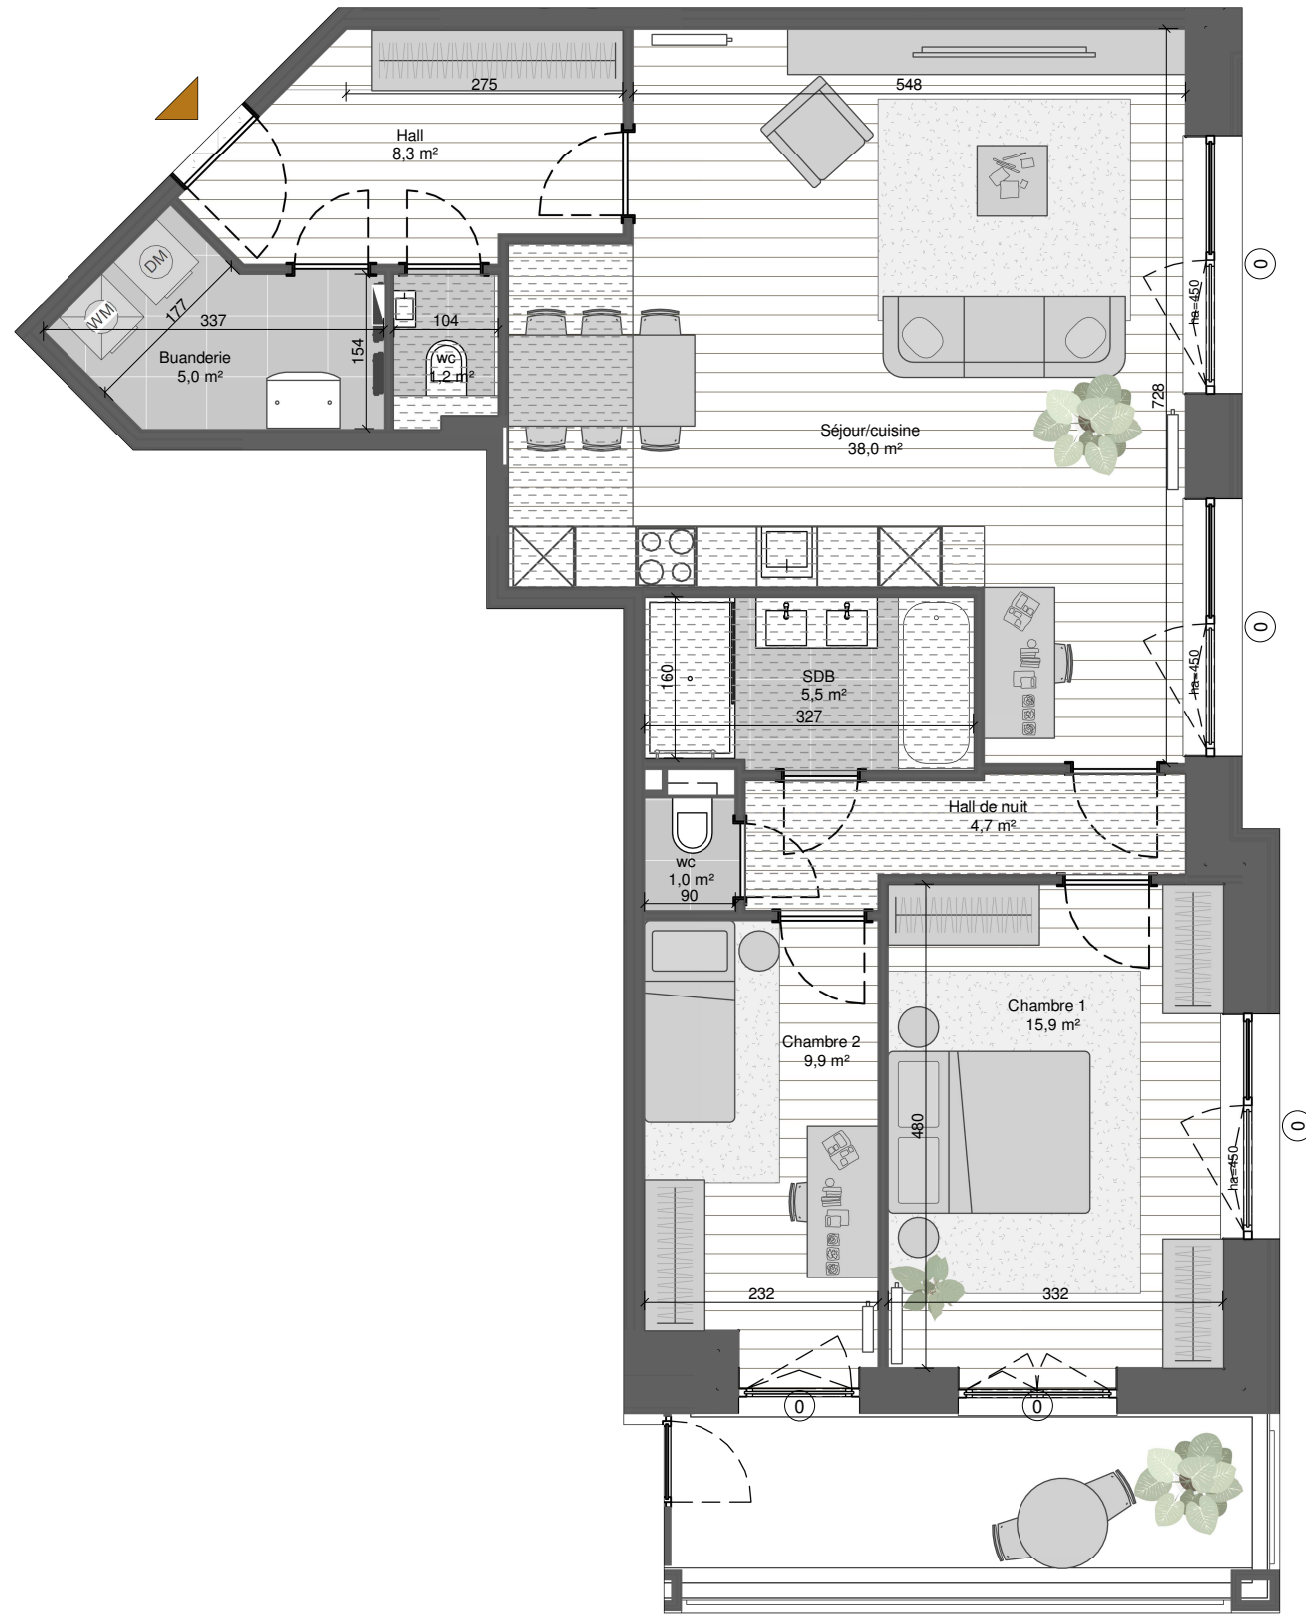 275
548
Hall
8,3 m²
DM
WM
177
337
104
154
wc
1,2 m²
Buanderie
5,0 m²
0
ha=450
728
Séjour/cuisine
38,0 m²
0
ha=450
160
SDB
5,5 m²
327
Hall de nuit
4,7 m²
wc
1,0 m²
90
Chambre 1
15,9 m²
Chambre 2
9,9 m²
480
0
ha=450
232
332
0
0